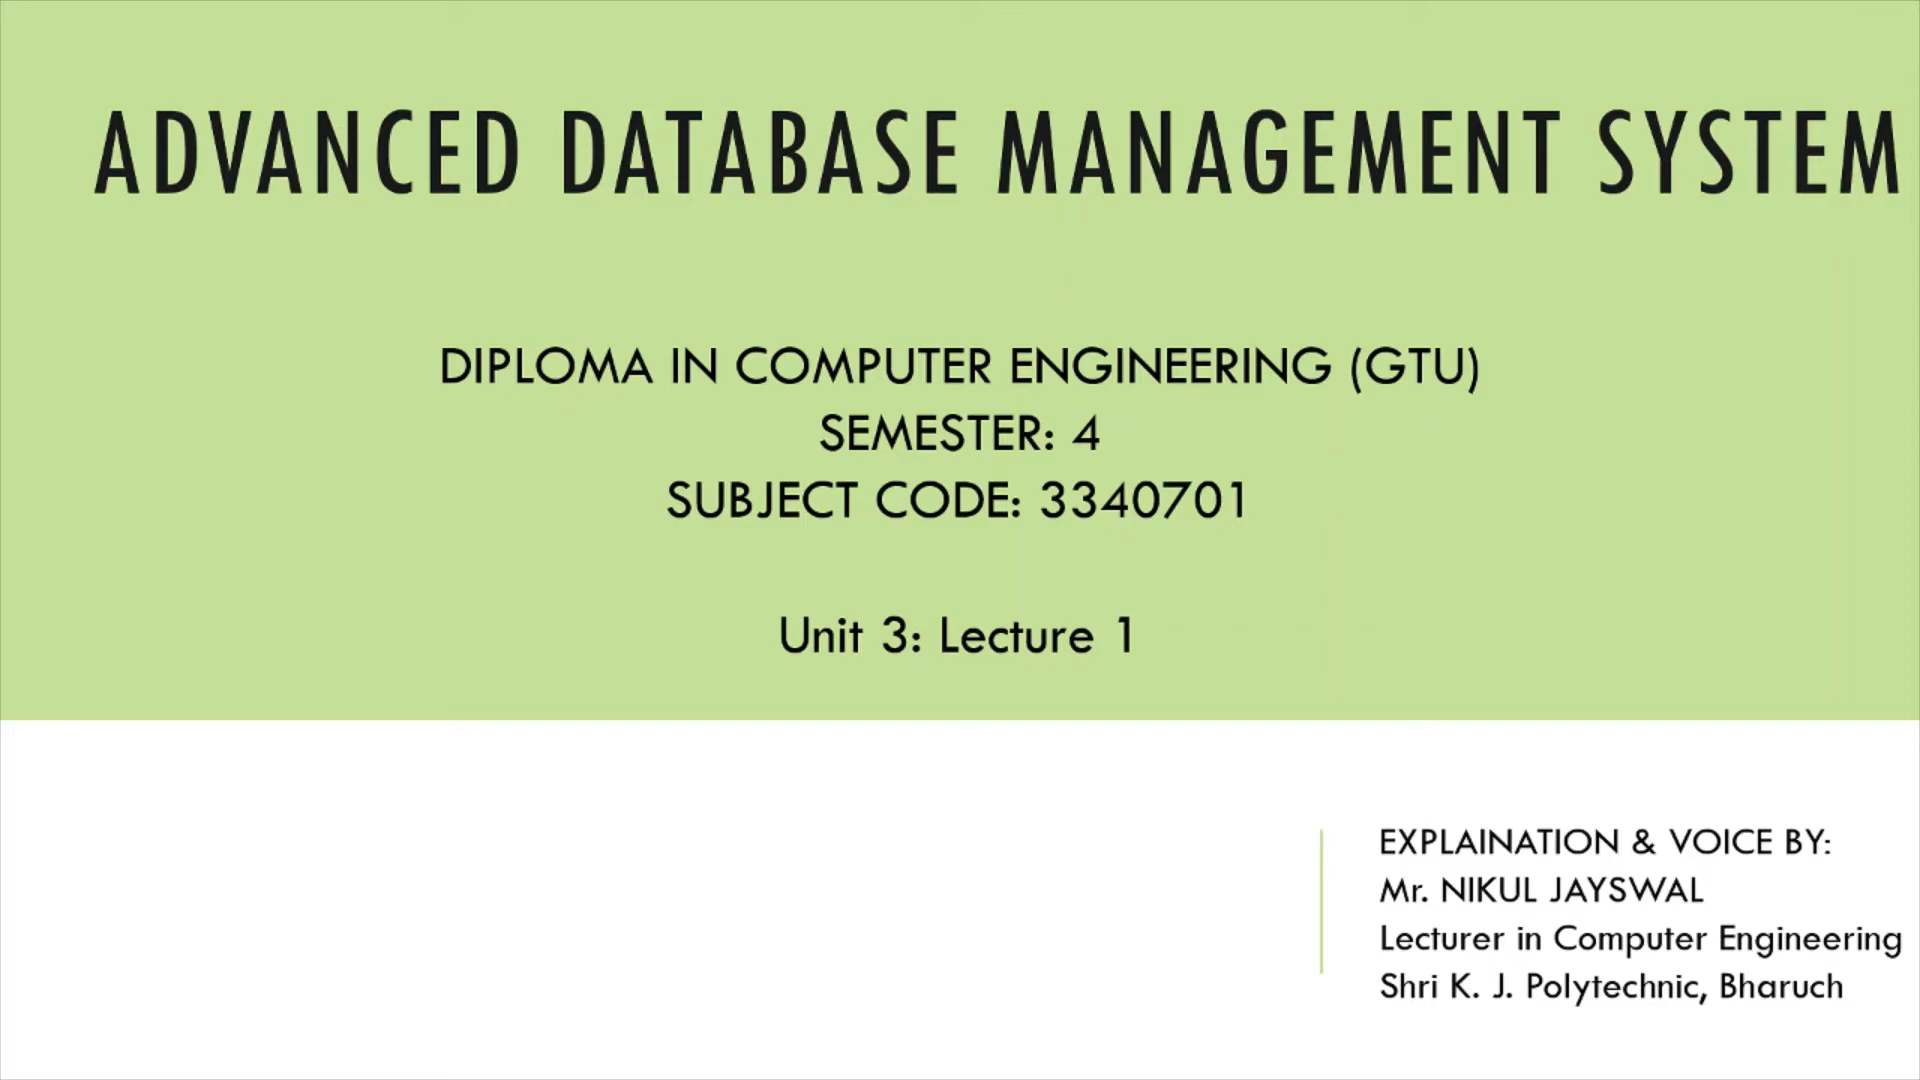 ADVANCED DATABASE MANAGEMENT SYSTEM
DIPLOMA IN COMPUTER ENGINEERING (GTU)
SEMESTER: 4
SUBJECT CODE: 3340701
Unit 3: Lecture 1
EXPLAINATION & VOICE BY:
Mr. NIKUL JAYSWAL
Lecturer in Computer Engineering
Shri K. J. Polytechnic, Bharuch